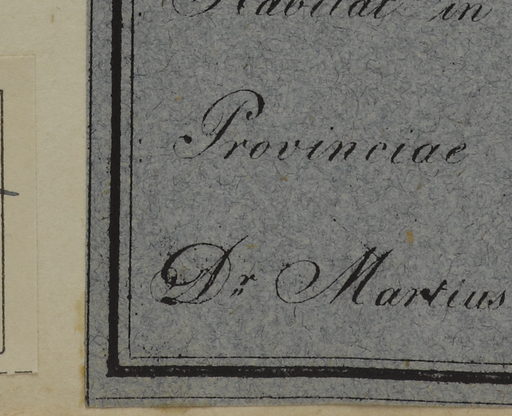 Habitat in
Provinciae
Dr Martius